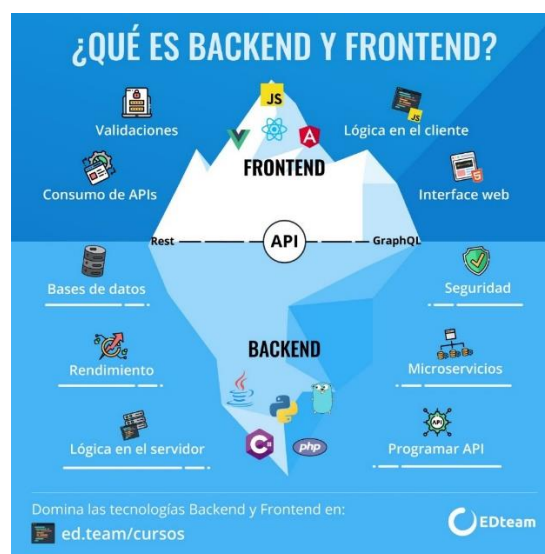 ¿QUÉ ES BACKEND Y FRONTEND?
JS
Validaciones
JS
Lógica en el cliente
FRONTEND
Consumo de APIs
Interface web
Rest
API
GraphQL
Bases de datos
Seguridad
BACKEND
Rendimiento
Microservicios
API
Lógica en el servidor
C#
php
Programar API
Domina las tecnologías Backend y Frontend en:
ed.team/cursos
EDteam